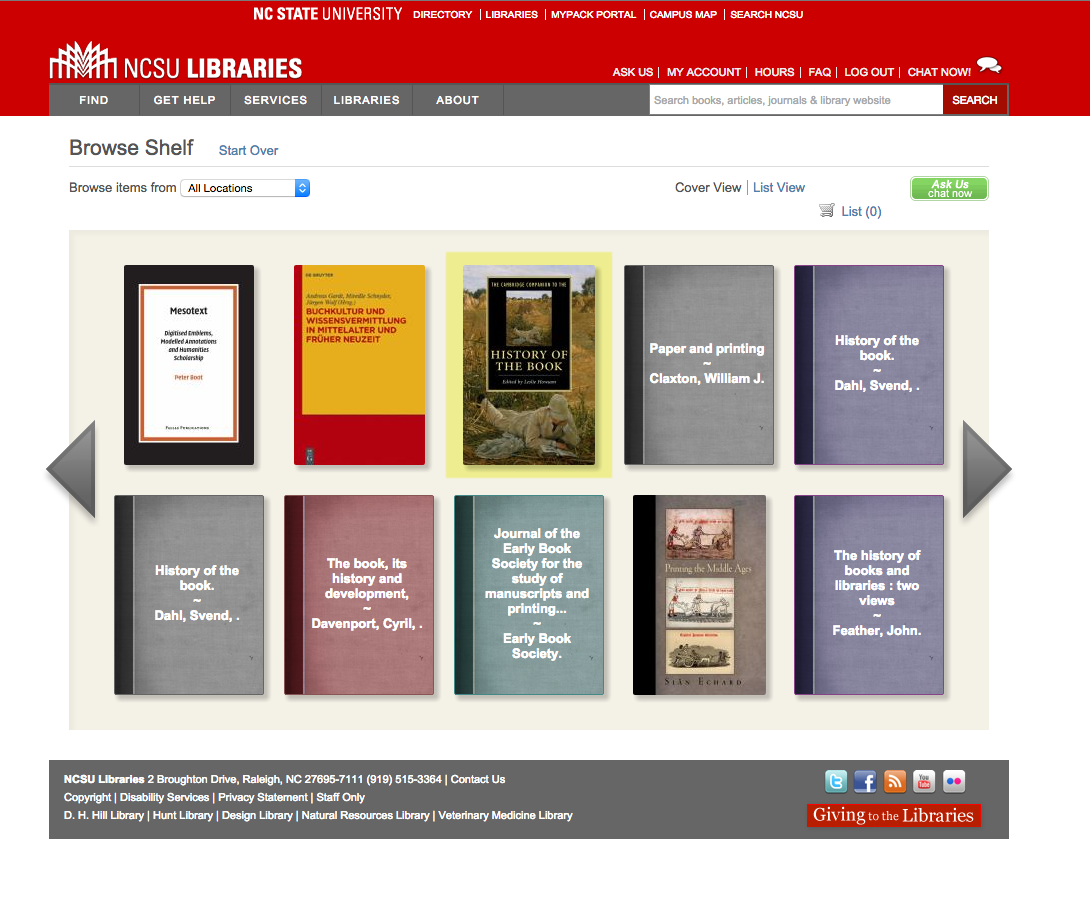 NC STATE UNIVERSITY DIRECTORY | LIBRARIES | MYPACK PORTAL | CAMPUS MAP | SEARCH NCSU
NCSU LIBRARIES
ASK US | MY ACCOUNT | HOURS | FAQ | LOG OUT | CHAT NOW!
FIND GET HELP SERVICES LIBRARIES ABOUT
Search books, articles, journals & library website SEARCH
Browse Shelf Start Over
Browse items from All Locations
Cover View | List View
Ask Us
chat now
List (0)
Mesotext
Digitised Emblems,
Modelled Annotations
and Humanities
Scholarship
Peter Boot
Pallas Publications
DE GRUYTER
Andreas Gardt, Mireille Schnyder,
Jürgen Wolf (Hrsg.)
BUCHKULTUR UND
WISSENSVERMITTLUNG
IN MITTELALTER UND
FRÜHER NEUZEIT
THE CAMBRIDGE COMPANION TO THE
HISTORY OF
THE BOOK
Edited by Leslie Howsam
Paper and printing
~
Claxton, William J.
History of the
book.
~
Dahl, Svend, .
History of the
book.
~
Dahl, Svend, .
The book, its
history and
development,
~
Davenport, Cyril, .
Journal of the
Early Book
Society for the
study of
manuscripts and
printing...
~
Early Book
Society.
Printing the Middle Ages
SIÂN ECHARD
The history of
books and
libraries : two
views
~
Feather, John.
NCSU Libraries 2 Broughton Drive, Raleigh, NC 27695-7111 (919) 515-3364 | Contact Us
Copyright | Disability Services | Privacy Statement | Staff Only
D. H. Hill Library | Hunt Library | Design Library | Natural Resources Library | Veterinary Medicine Library
You
Tube
Giving to the Libraries